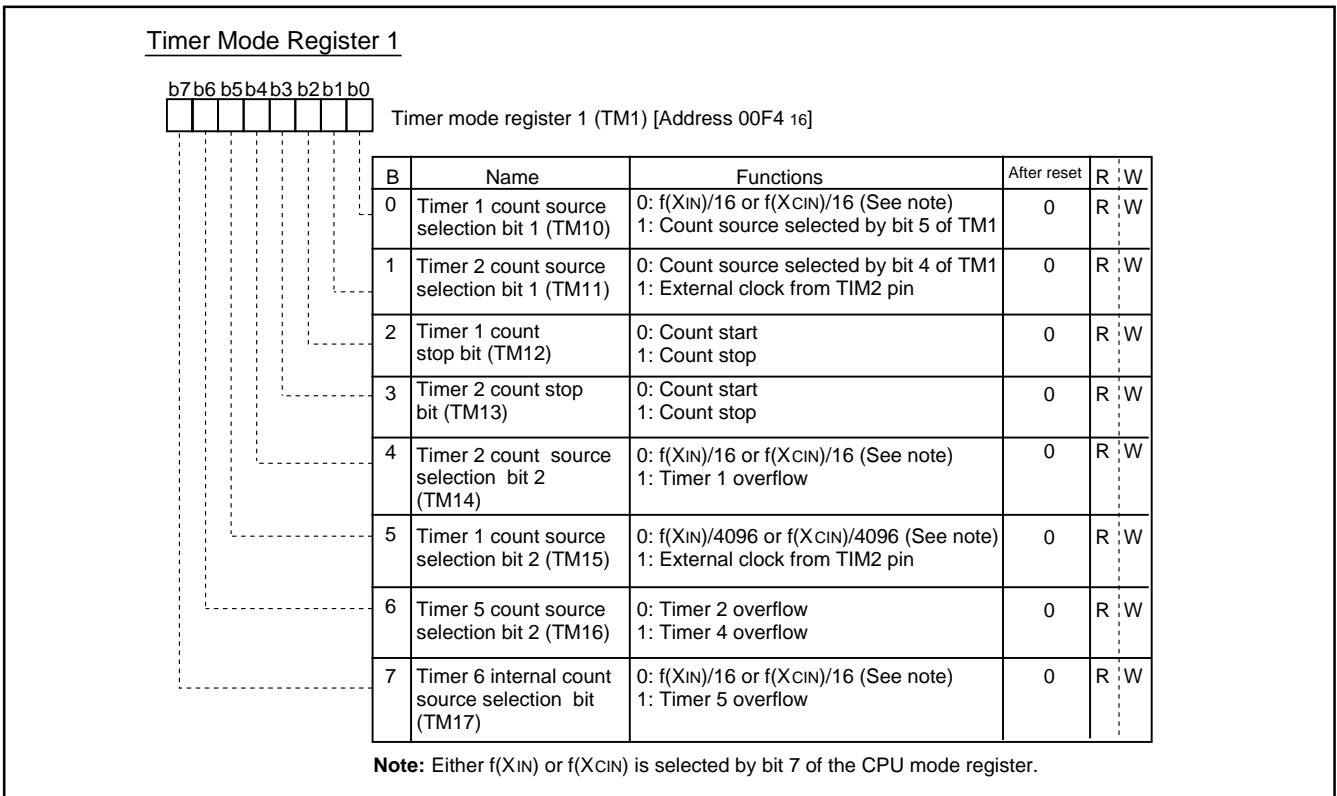 Timer Mode Register 1
b7 b6 b5 b4 b3 b2 b1 b0
Timer mode register 1 (TM1) [Address 00F4 16]
B Name Functions After reset R W
0 Timer 1 count source selection bit 1 (TM10) 0: f(XIN)/16 or f(XCIN)/16 (See note) 1: Count source selected by bit 5 of TM1 0 R W
1 Timer 2 count source selection bit 1 (TM11) 0: Count source selected by bit 4 of TM1 1: External clock from TIM2 pin 0 R W
2 Timer 1 count stop bit (TM12) 0: Count start 1: Count stop 0 R W
3 Timer 2 count stop bit (TM13) 0: Count start 1: Count stop 0 R W
4 Timer 2 count source selection bit 2 (TM14) 0: f(XIN)/16 or f(XCIN)/16 (See note) 1: Timer 1 overflow 0 R W
5 Timer 1 count source selection bit 2 (TM15) 0: f(XIN)/4096 or f(XCIN)/4096 (See note) 1: External clock from TIM2 pin 0 R W
6 Timer 5 count source selection bit 2 (TM16) 0: Timer 2 overflow 1: Timer 4 overflow 0 R W
7 Timer 6 internal count source selection bit (TM17) 0: f(XIN)/16 or f(XCIN)/16 (See note) 1: Timer 5 overflow 0 R W
Note: Either f(XIN) or f(XCIN) is selected by bit 7 of the CPU mode register.